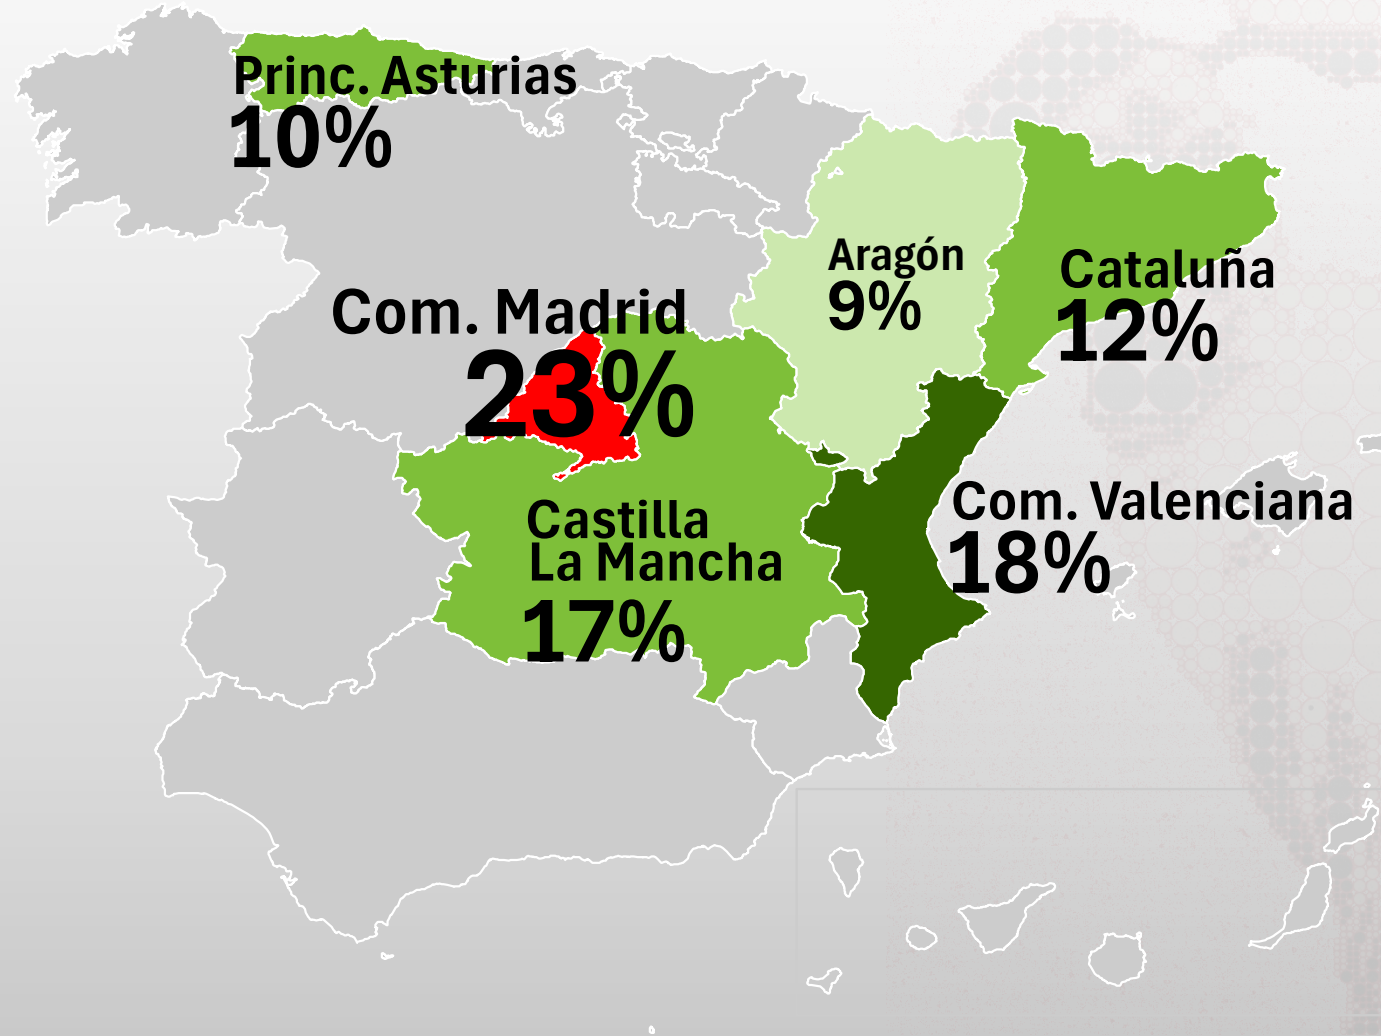 Princ. Asturias
10%
Aragón
9%
Cataluña
12%
Com. Madrid
23%
Com. Valenciana
18%
Castilla
La Mancha
17%